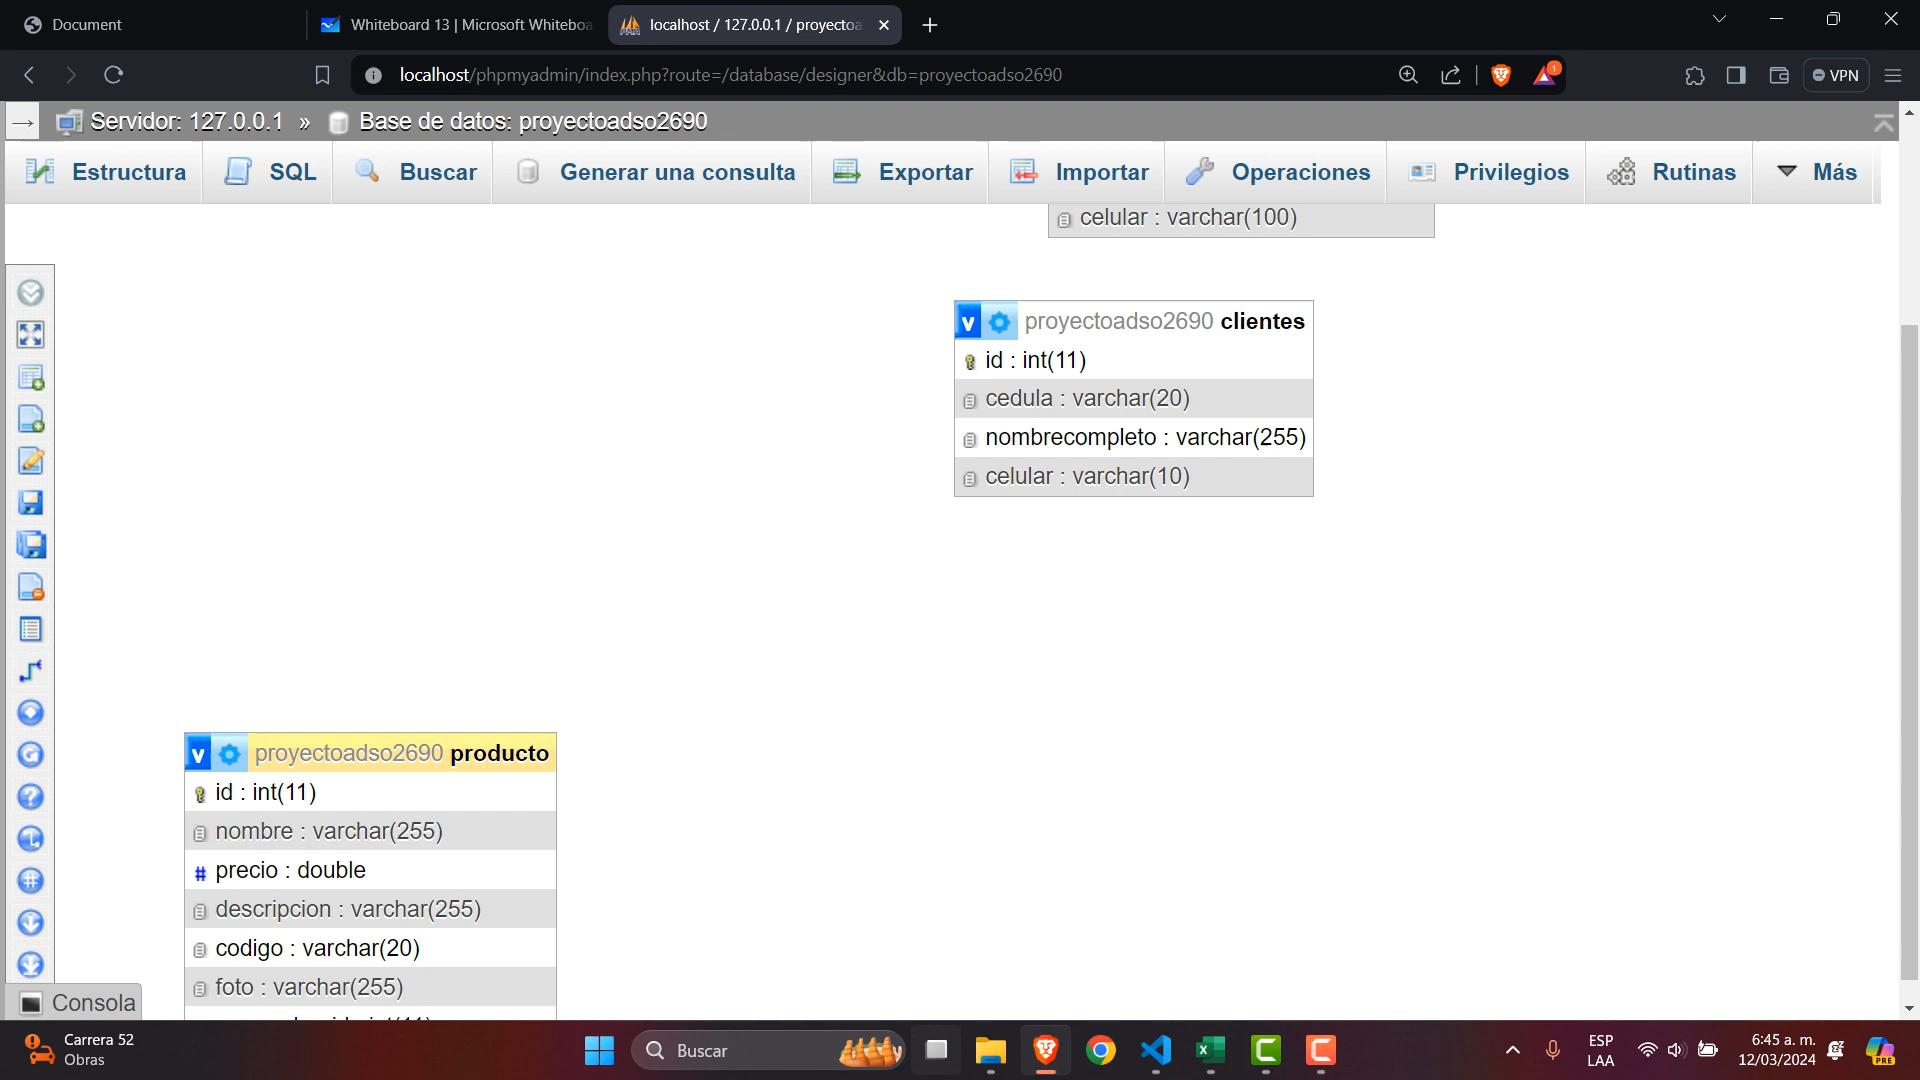 Document
Whiteboard 13 | Microsoft Whiteboa
localhost / 127.0.0.1 / proyectoa
localhost/phpmyadmin/index.php?route=/database/designer&db=proyectoadso2690
1
VPN
Servidor: 127.0.0.1 » Base de datos: proyectoadso2690
Estructura
SQL
Buscar
Generar una consulta
Exportar
Importar
Operaciones
Privilegios
Rutinas
Más
celular : varchar(100)
v proyectoadso2690 clientes
id : int(11)
cedula : varchar(20)
nombrecompleto : varchar(255)
celular : varchar(10)
v proyectoadso2690 producto
id : int(11)
nombre : varchar(255)
# precio : double
descripcion : varchar(255)
codigo : varchar(20)
foto : varchar(255)
Consola
Carrera 52
Obras
Buscar
ESP
LAA
6:45 a. m.
12/03/2024
PRE